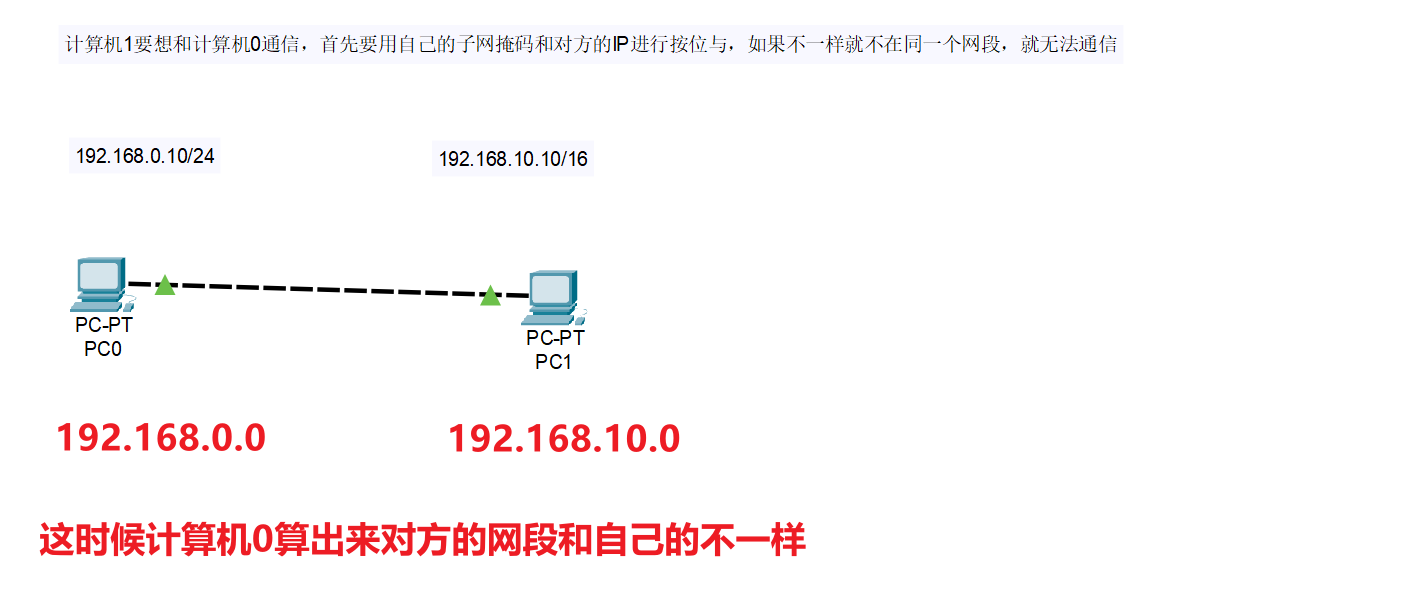 计算机1要想和计算机0通信，首先要用自己的子网掩码和对方的IP进行按位与，如果不一样就不在同一个网段，就无法通信
192.168.0.10/24
192.168.10.10/16
PC-PT
PC0
PC-PT
PC1
192.168.0.0
192.168.10.0
这时候计算机0算出来对方的网段和自己的不一样